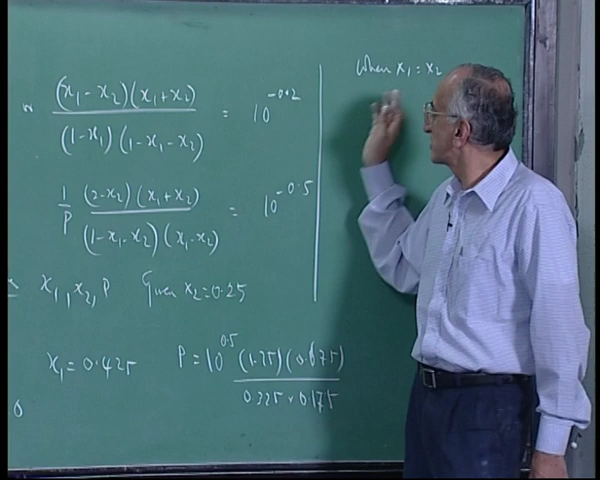 When x₁ = x₂
(x₁-x₂)(x₁+x₂) / (1-x₁)(1-x₁-x₂) = 10^-0.2
1/P (2-x₂)(x₁+x₂) / (1-x₁-x₂)(x₁-x₂) = 10^-0.5
x₁, x₂, P Given x₂=0.25
x₁=0.425 P=10^0.5 (1.75)(0.675) / 0.325x0.175
0